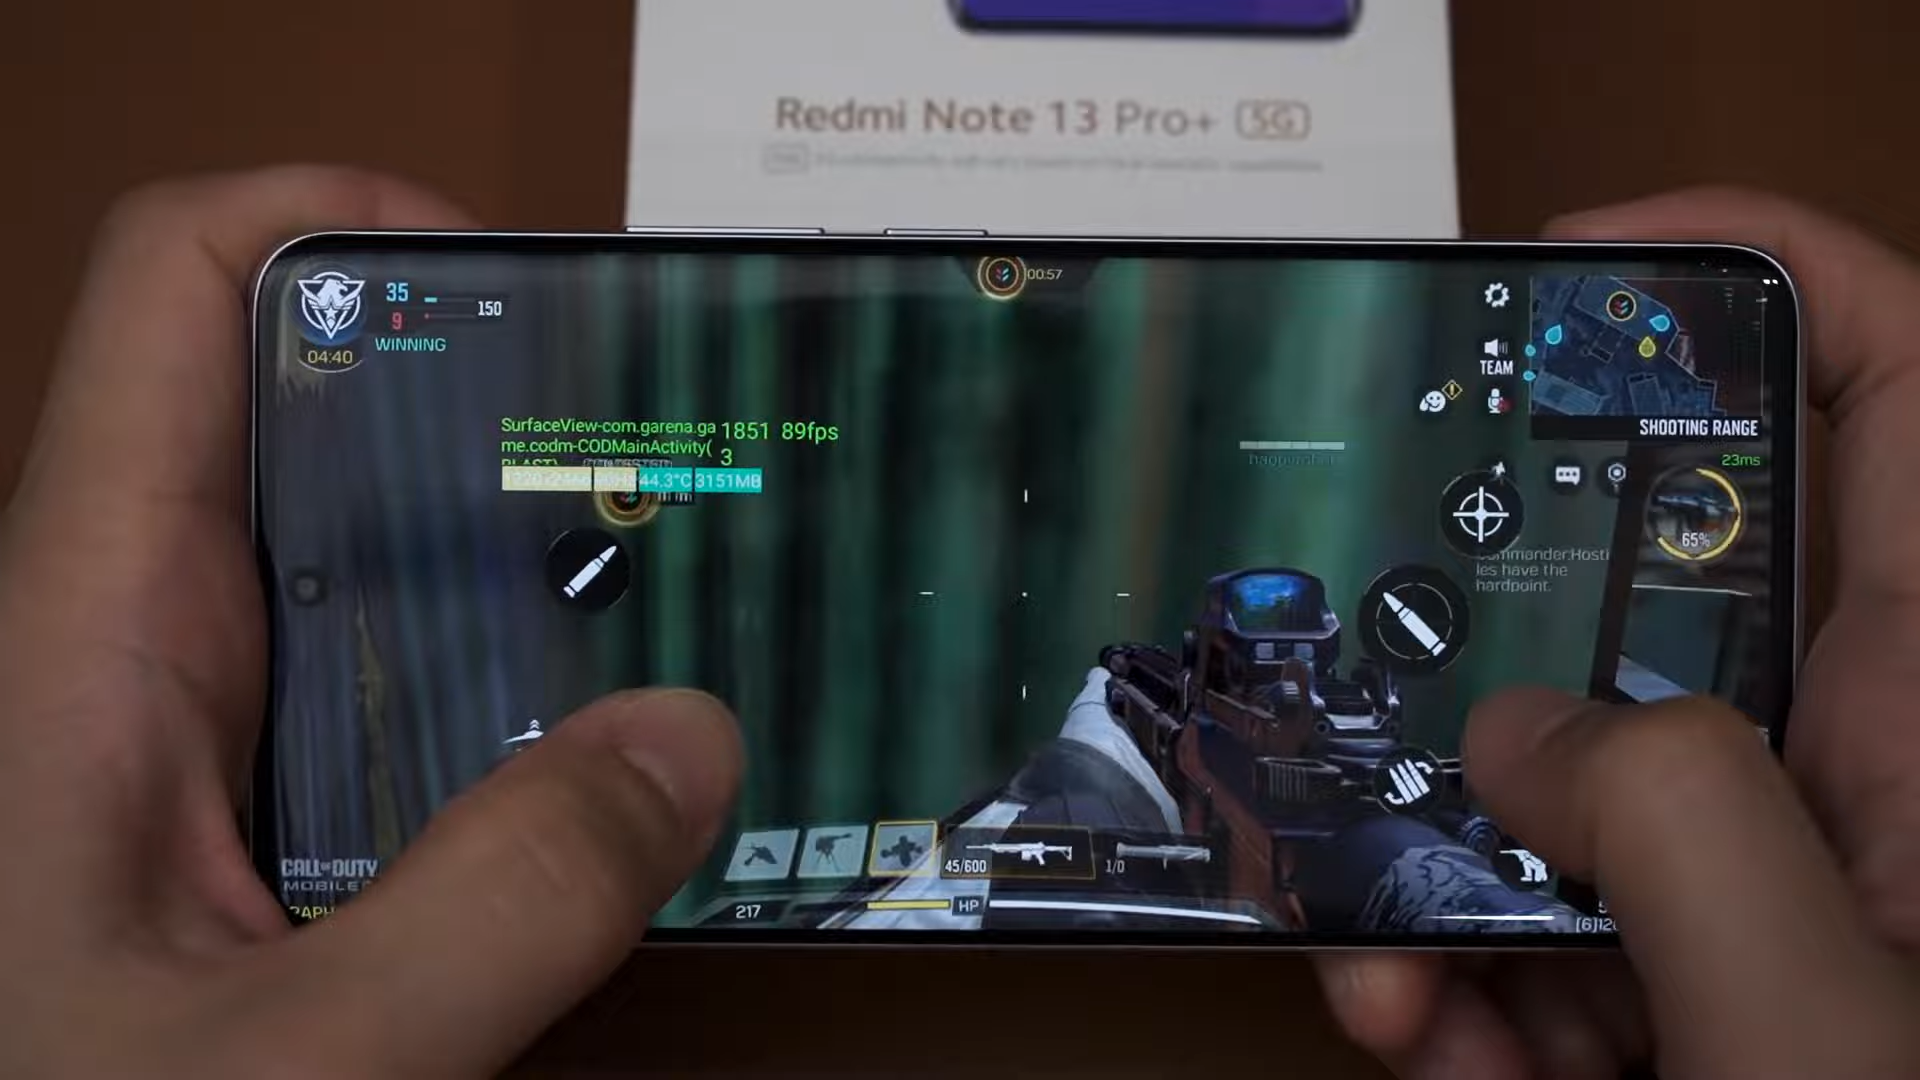 Redmi Note 13 Pro+ 5G
35
9
150
WINNING
04:40
00:57
TEAM
SHOOTING RANGE
23ms
SurfaceView-com.garena.ga 1851 89fps
me.codm-CODMainActivity( 3
44.3°C 3151MB
65%
les have the
hardpoint.
CALL OF DUTY
MOBILE
45/600
1/0
217
HP